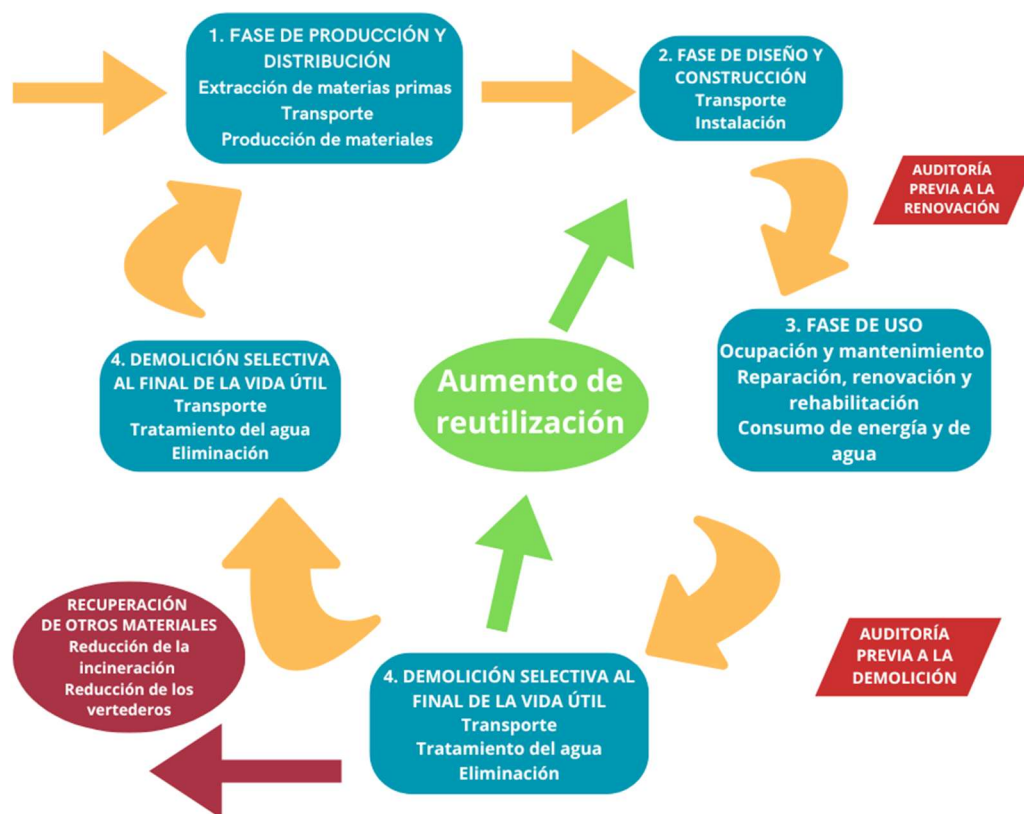 1. FASE DE PRODUCCIÓN Y
DISTRIBUCIÓN
Extracción de materias primas
Transporte
Producción de materiales
2. FASE DE DISEÑO Y
CONSTRUCCIÓN
Transporte
Instalación
AUDITORÍA
PREVIA A LA
RENOVACIÓN
3. FASE DE USO
Ocupación y mantenimiento
Reparación, renovación y
rehabilitación
Consumo de energía y de
agua
4. DEMOLICIÓN SELECTIVA
AL FINAL DE LA VIDA ÚTIL
Transporte
Tratamiento del agua
Eliminación
Aumento de
reutilización
RECUPERACIÓN
DE OTROS MATERIALES
Reducción de la
incineración
Reducción de los
vertederos
4. DEMOLICIÓN SELECTIVA AL
FINAL DE LA VIDA ÚTIL
Transporte
Tratamiento del agua
Eliminación
AUDITORÍA
PREVIA A LA
DEMOLICIÓN